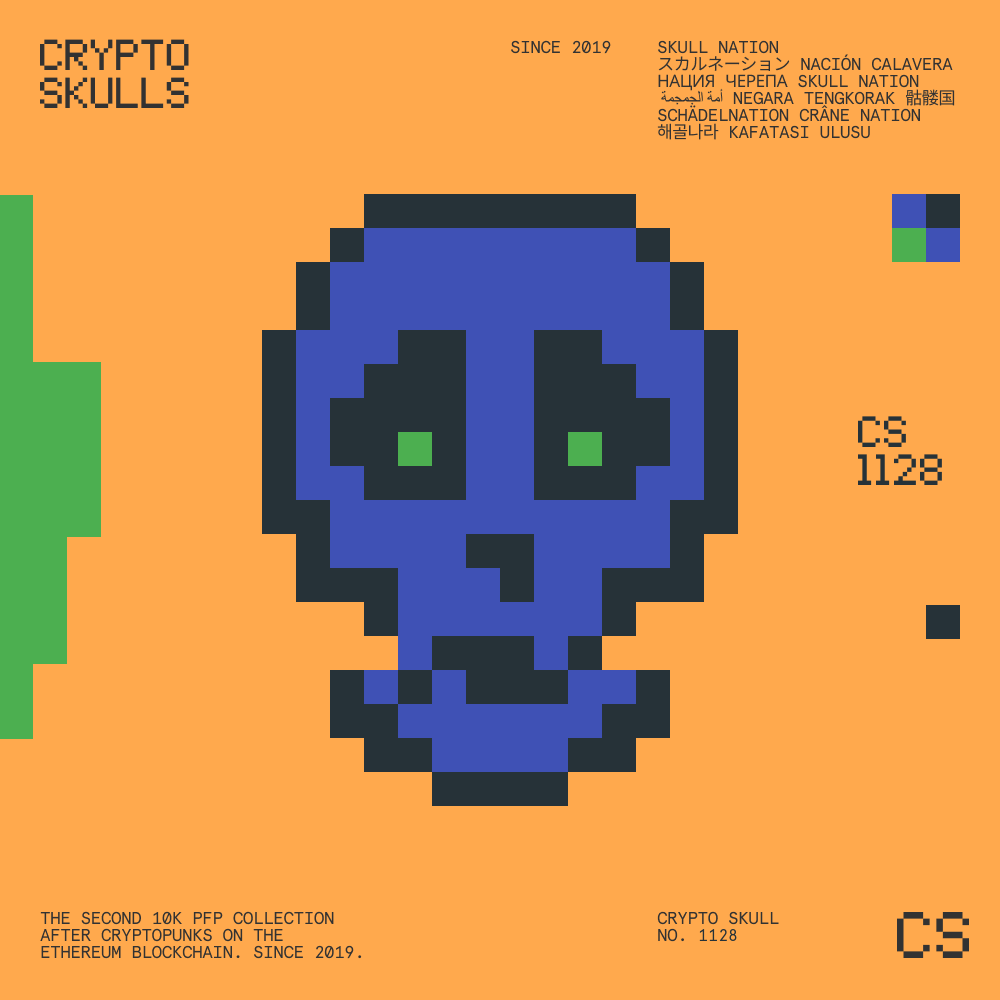 CRYPTO
SKULLS
SINCE 2019
SKULL NATION
スカルネーション NACIÓN CALAVERA
НАЦИЯ ЧЕРЕПА SKULL NATION
أمة الجمجمة NEGARA TENGKORAK 骷髅国
SCHÄDELNATION CRÂNE NATION
해골나라 KAFATASI ULUSU
CS
1128
THE SECOND 10K PFP COLLECTION
AFTER CRYPTOPUNKS ON THE
ETHEREUM BLOCKCHAIN. SINCE 2019.
CRYPTO SKULL
NO. 1128
CS